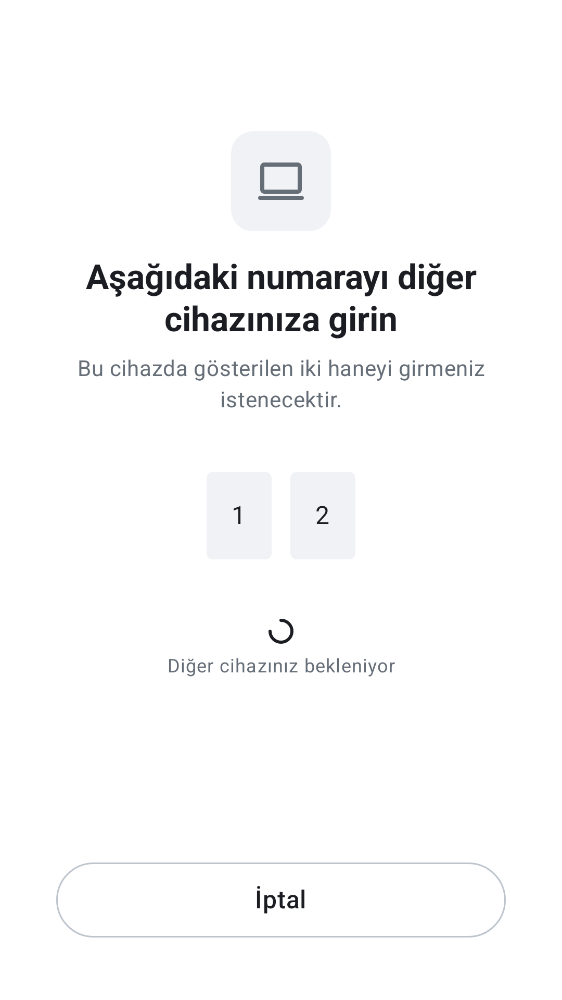 Aşağıdaki numarayı diğer
cihazınıza girin
Bu cihazda gösterilen iki haneyi girmeniz
istenecektir.
1 2
Diğer cihazınız bekleniyor
İptal